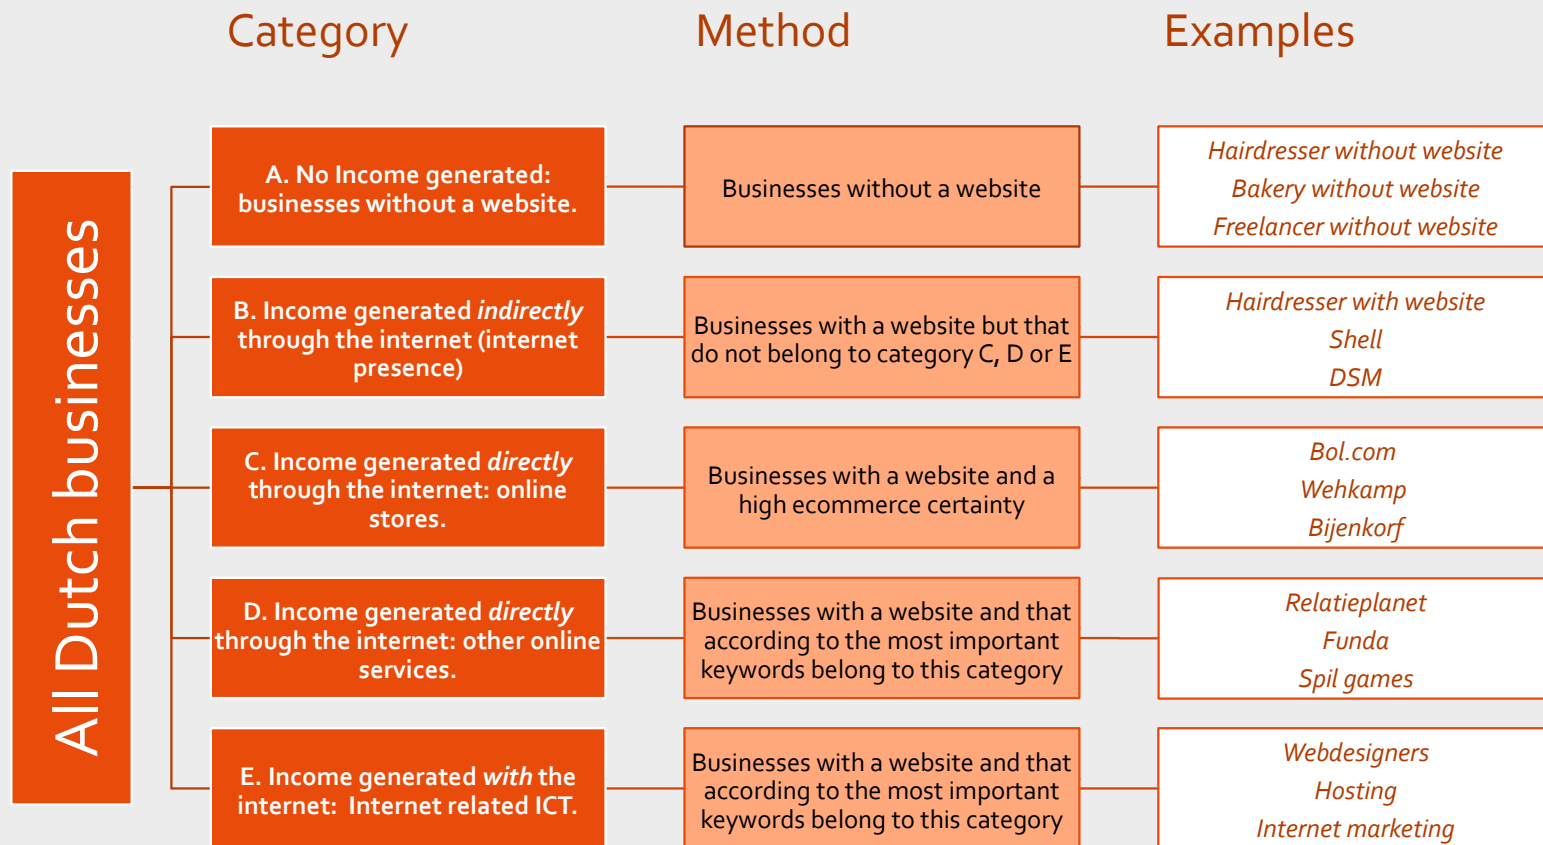 Category
Method
Examples
All Dutch businesses
A. No Income generated:
businesses without a website.
Businesses without a website
Hairdresser without website
Bakery without website
Freelancer without website
B. Income generated indirectly
through the internet (internet
presence)
Businesses with a website but that
do not belong to category C, D or E
Hairdresser with website
Shell
DSM
C. Income generated directly
through the internet: online
stores.
Businesses with a website and a
high ecommerce certainty
Bol.com
Wehkamp
Bijenkorf
D. Income generated directly
through the internet: other online
services.
Businesses with a website and that
according to the most important
keywords belong to this category
Relatieplanet
Funda
Spil games
E. Income generated with the
internet:  Internet related ICT.
Businesses with a website and that
according to the most important
keywords belong to this category
Webdesigners
Hosting
Internet marketing